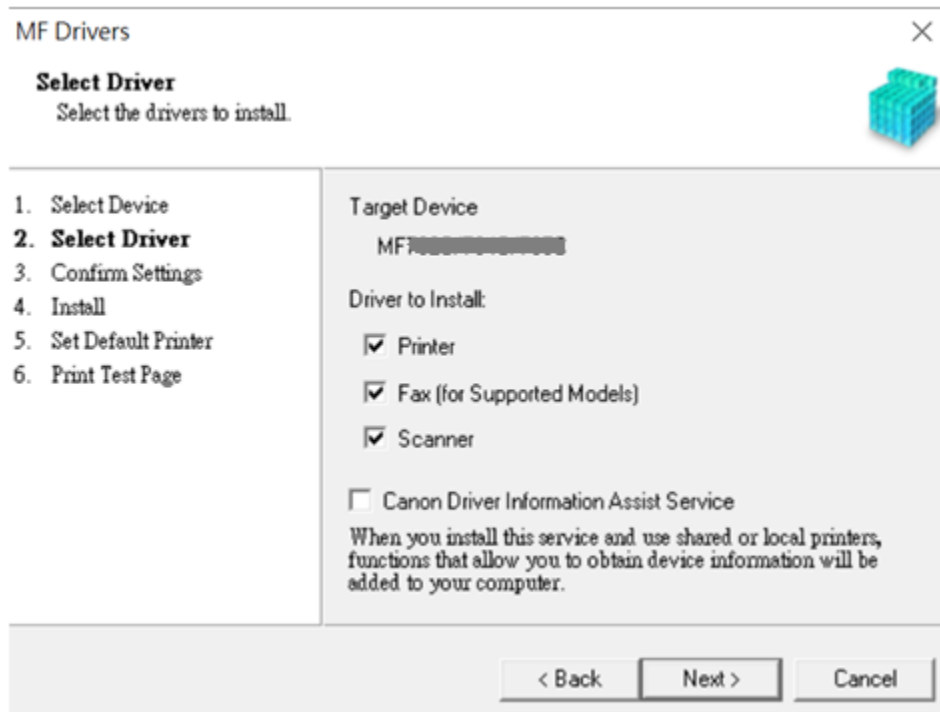 MF Drivers
Select Driver
Select the drivers to install.
1. Select Device
2. Select Driver
3. Confirm Settings
4. Install
5. Set Default Printer
6. Print Test Page
Target Device
MF
Driver to Install:
Printer
Fax (for Supported Models)
Scanner
Canon Driver Information Assist Service
When you install this service and use shared or local printers,
functions that allow you to obtain device information will be
added to your computer.
< Back
Next >
Cancel